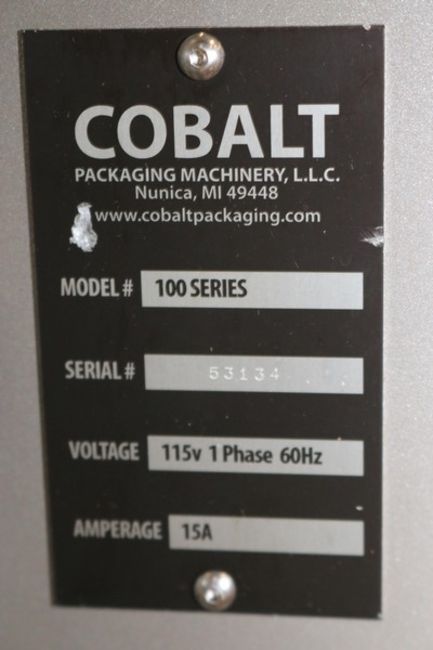 COBALT
PACKAGING MACHINERY, L.L.C.
Nunica, MI 49448
www.cobaltpackaging.com
MODEL # 100 SERIES
SERIAL # 53134
VOLTAGE 115v 1 Phase 60Hz
AMPERAGE 15A